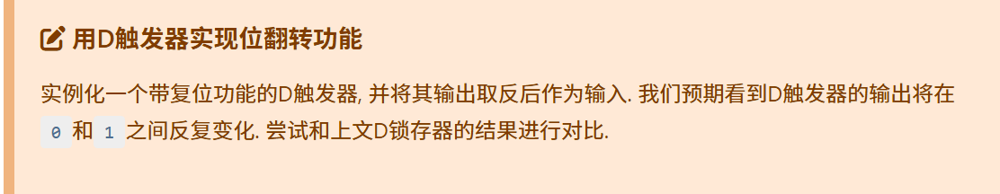 用D触发器实现位翻转功能
实例化一个带复位功能的D触发器, 并将其输出取反后作为输入. 我们预期看到D触发器的输出将在
0 和 1 之间反复变化. 尝试和上文D锁存器的结果进行对比.